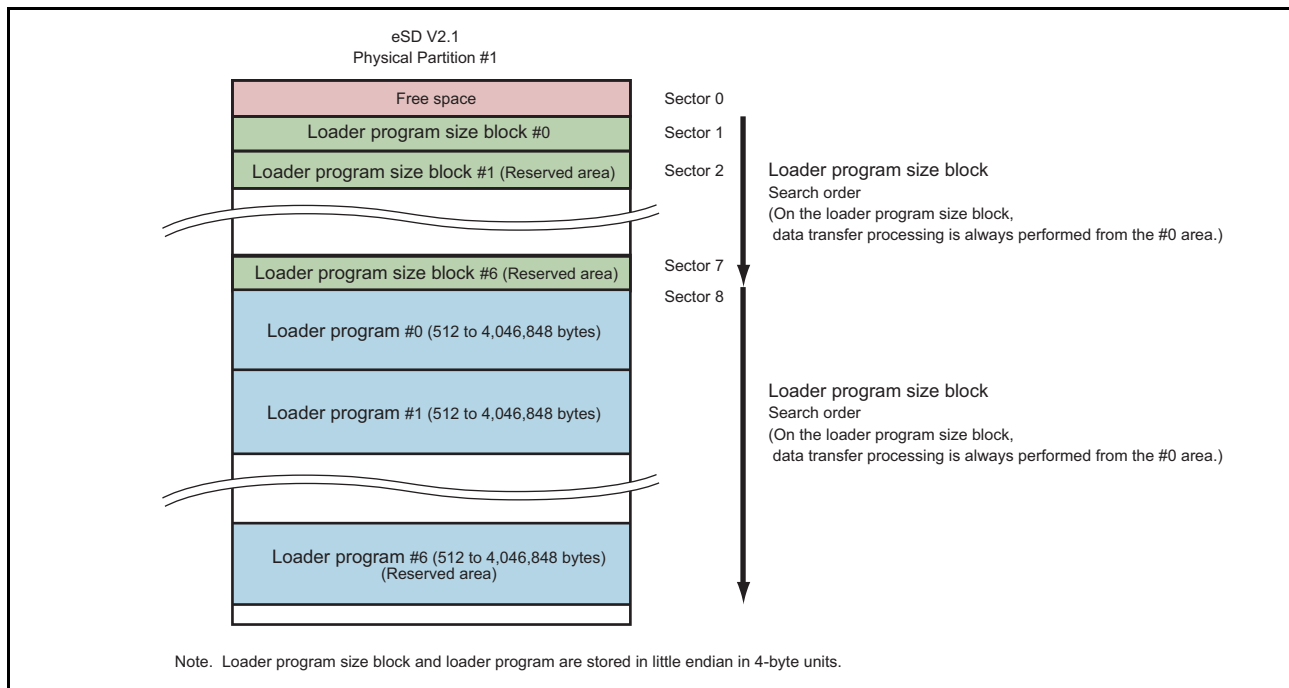 eSD V2.1
Physical Partition #1
Free space
Sector 0
Loader program size block #0
Sector 1
Loader program size block #1 (Reserved area)
Sector 2
Loader program size block
Search order
(On the loader program size block,
data transfer processing is always performed from the #0 area.)
Loader program size block #6 (Reserved area)
Sector 7
Sector 8
Loader program #0 (512 to 4,046,848 bytes)
Loader program #1 (512 to 4,046,848 bytes)
Loader program size block
Search order
(On the loader program size block,
data transfer processing is always performed from the #0 area.)
Loader program #6 (512 to 4,046,848 bytes)
(Reserved area)
Note. Loader program size block and loader program are stored in little endian in 4-byte units.